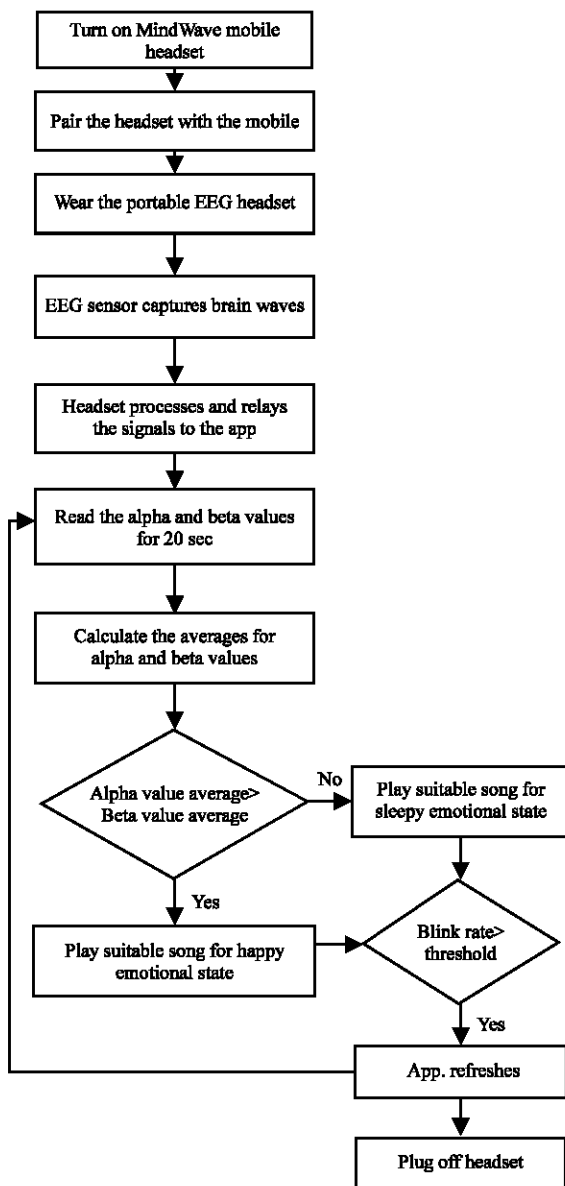 Turn on MindWave mobile
headset
Pair the headset with the mobile
Wear the portable EEG headset
EEG sensor captures brain waves
Headset processes and relays
the signals to the app
Read the alpha and beta values
for 20 sec
Calculate the averages for
alpha and beta values
Alpha value average>
Beta value average
No
Play suitable song for
sleepy emotional state
Yes
Play suitable song for happy
emotional state
Blink rate>
threshold
Yes
App. refreshes
Plug off headset